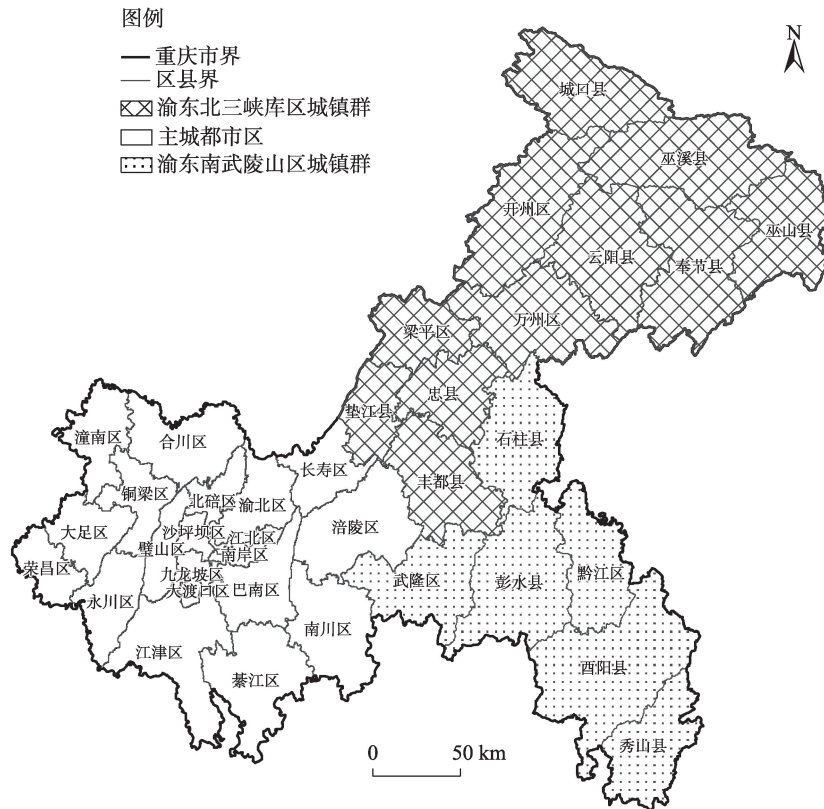 图例
重庆市界
区县界
渝东北三峡库区城镇群
主城都市区
渝东南武陵山区城镇群
N
城口县
巫溪县
开州区
巫山县
云阳县
奉节县
万州区
梁平区
忠县
垫江县
石柱县
潼南区
合川区
长寿区
丰都县
铜梁区
北碚区
渝北区
大足区
沙坪坝区
江北区
涪陵区
璧山区
南岸区
荣昌区
九龙坡区
武隆区
彭水县
黔江区
永川区
大渡口区
巴南区
南川区
江津区
綦江区
酉阳县
秀山县
0 50 km